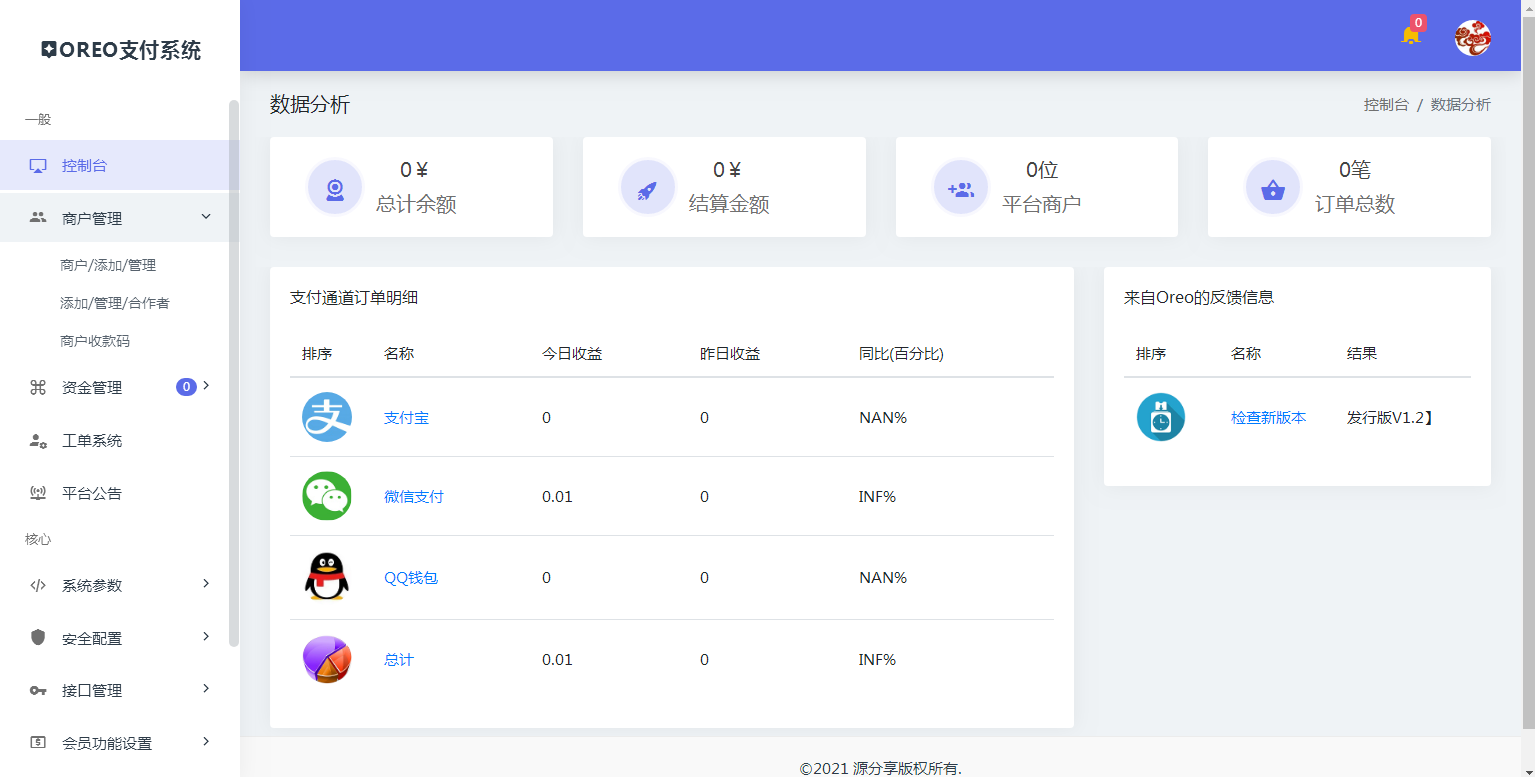 OREO支付系统
一般
控制台
商户管理
商户/添加/管理
添加/管理/合作者
商户收款码
资金管理 0
工单系统
平台公告
核心
系统参数
安全配置
接口管理
会员功能设置
0
数据分析
控制台 / 数据分析
0 ¥
总计余额
0 ¥
结算金额
0位
平台商户
0笔
订单总数
支付通道订单明细
排序 名称 今日收益 昨日收益 同比(百分比)
支付宝 0 0 NAN%
微信支付 0.01 0 INF%
QQ钱包 0 0 NAN%
总计 0.01 0 INF%
来自Oreo的反馈信息
排序 名称 结果
检查新版本 发行版V1.2】
©2021 源分享版权所有.